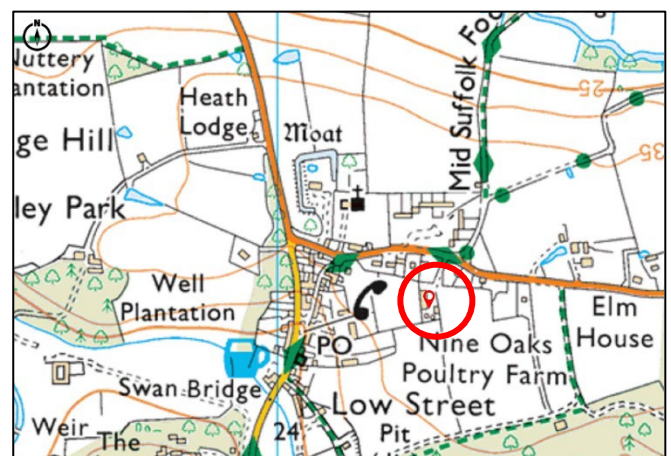 N
Nuttery
antation
Heath
Lodge
Moat
Mid Suffolk Foo
25
35
ge Hill
ley Park
Well
Plantation
PO
Swan Bridge
Nine Oaks
Poultry Farm
Elm
House
Low Street
Weir
The
24
Pit